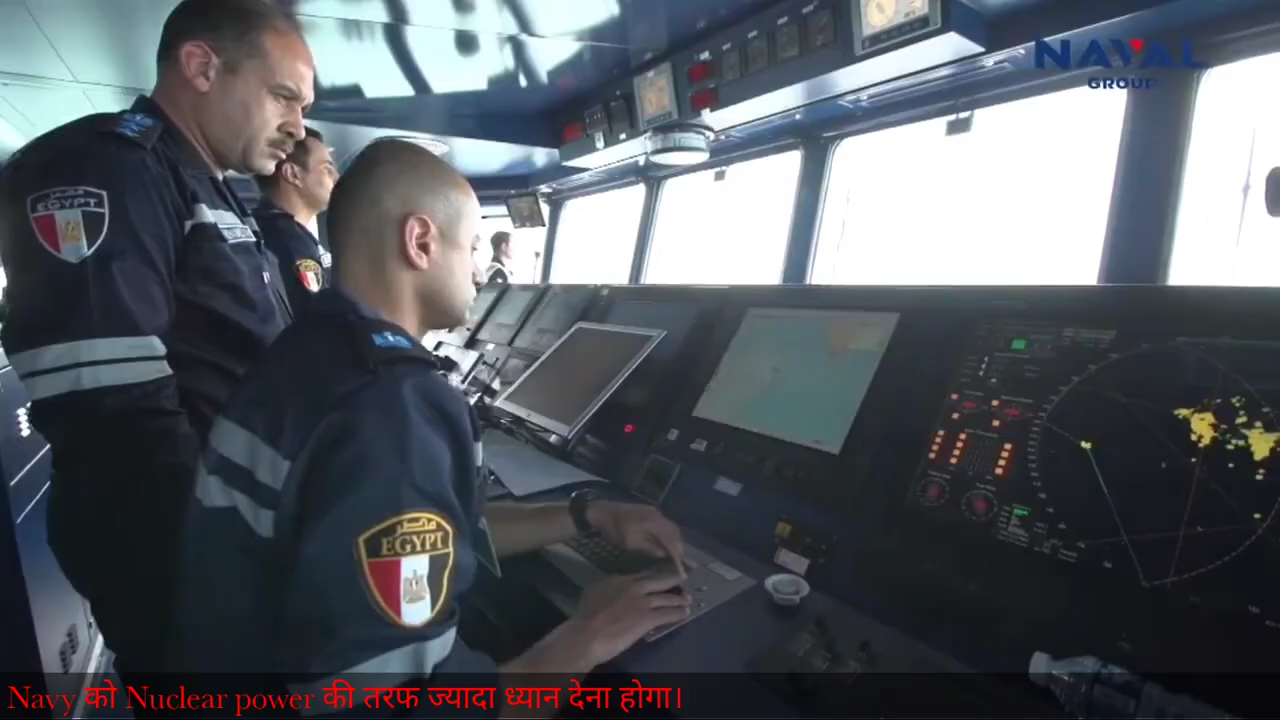 NAVAL
GROUP
مصر
EGYPT
مصر
EGYPT
Navy को Nuclear power की तरफ ज्यादा ध्यान देना होगा।